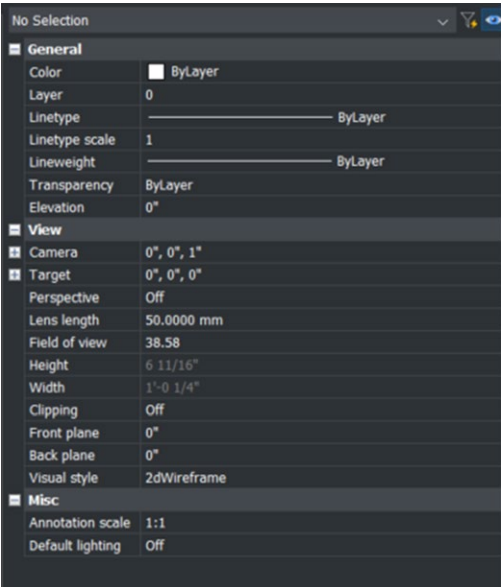 No Selection
General
Color ByLayer
Layer 0
Linetype ByLayer
Linetype scale 1
Lineweight ByLayer
Transparency ByLayer
Elevation 0"
View
Camera 0", 0", 1"
Target 0", 0", 0"
Perspective Off
Lens length 50.0000 mm
Field of view 38.58
Height 6 11/16"
Width 1'-0 1/4"
Clipping Off
Front plane 0"
Back plane 0"
Visual style 2dWireframe
Misc
Annotation scale 1:1
Default lighting Off